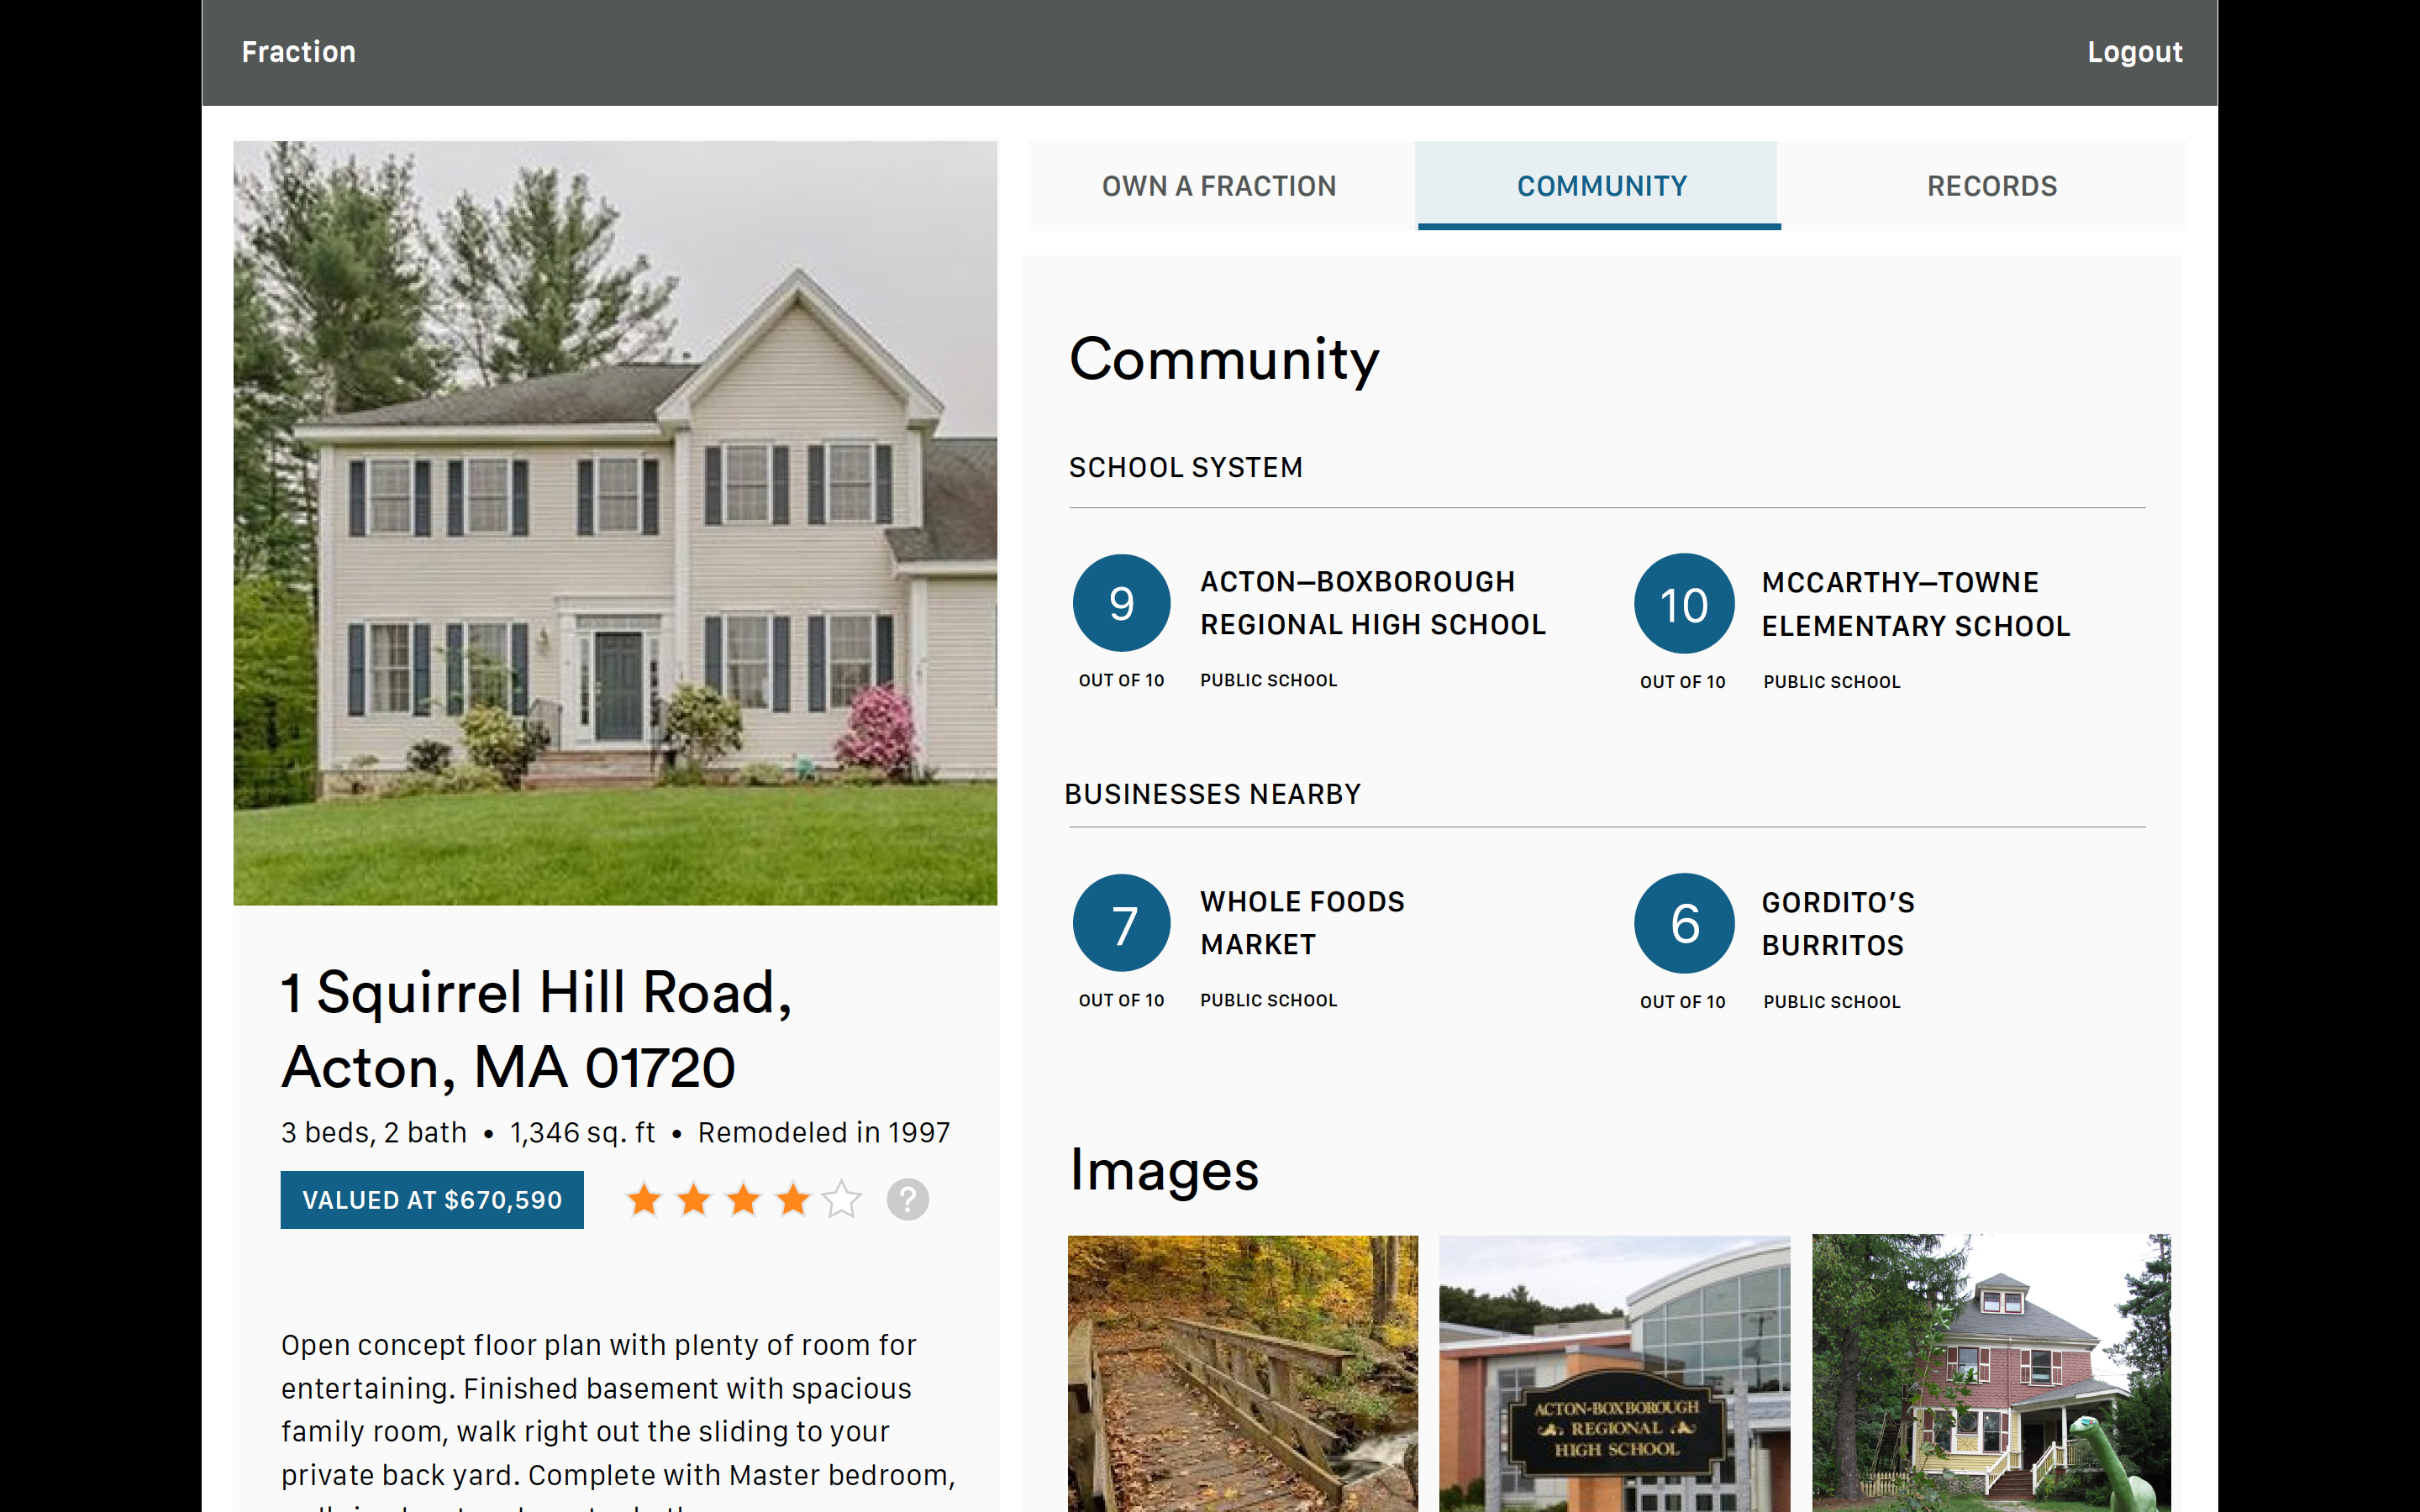 Fraction
Logout
OWN A FRACTION
COMMUNITY
RECORDS
1 Squirrel Hill Road,
Acton, MA 01720
3 beds, 2 bath • 1,346 sq. ft • Remodeled in 1997
VALUED AT $670,590
?
Open concept floor plan with plenty of room for
entertaining. Finished basement with spacious
family room, walk right out the sliding to your
private back yard. Complete with Master bedroom,
Community
SCHOOL SYSTEM
9
OUT OF 10
ACTON–BOXBOROUGH
REGIONAL HIGH SCHOOL
PUBLIC SCHOOL
10
OUT OF 10
MCCARTHY–TOWNE
ELEMENTARY SCHOOL
PUBLIC SCHOOL
BUSINESSES NEARBY
7
OUT OF 10
WHOLE FOODS
MARKET
PUBLIC SCHOOL
6
OUT OF 10
GORDITO’S
BURRITOS
PUBLIC SCHOOL
Images
ACTON-BOXBOROUGH
REGIONAL
HIGH SCHOOL